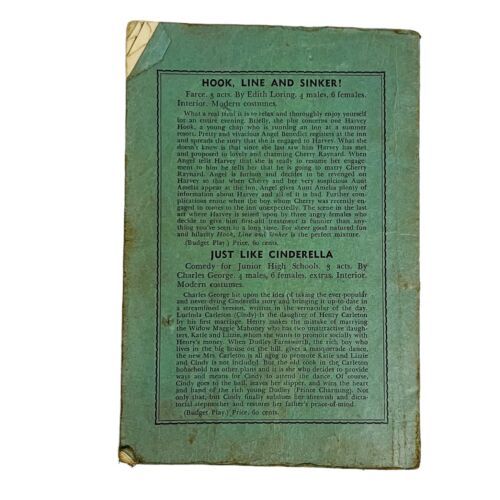 HOOK, LINE AND SINKER!
Farce. 3 acts. By Edith Loring. 4 males, 6 females.
Interior. Modern costumes.
What a real treat it is to relax and thoroughly enjoy yourself
for an entire evening. Briefly, the plot concerns one Harvey
Hook, a young chap who is running an inn at a summer
resort. Pretty and vivacious Angel Benedict registers at the inn
and spreads the story that she is engaged to Harvey. What she
doesn't know is that since she last saw him Harvey has met
and proposed to lovely and charming Cherry Raynard. When
Angel tells Harvey that she is ready to resume her engage-
ment to him he tells her that he is going to marry Cherry
Raynard. Angel is furious and decides to be revenged on
Harvey so that when Cherry and her very suspicious Aunt
Amelia appear at the inn, Angel gives Aunt Amelia plenty of
information about Harvey and all of it is bad. Further com-
plications ensue when the boy whom Cherry was recently en-
gaged to comes to the inn unexpectedly. The scene in the last
act where Harvey is seized upon by three angry females who
decide to give him first-aid treatment is funnier than any-
thing you've seen in a long time. For sheer good natured fun
and hilarity Hook, Line and Sinker is the perfect mixture.
(Budget Play.) Price, 60 cents.
JUST LIKE CINDERELLA
Comedy for Junior High Schools. 3 acts. By
Charles George. 4 males, 6 females, extras. Interior.
Modern costumes.
Charles George hit upon the idea of taking the ever-popular
and never-dying Cinderella story and bringing it up-to-date in
a streamlined version, written in the vernacular of the day.
Lucinda Carleton (Cindy) is the daughter of Henry Carleton
by his first marriage. Henry makes the mistake of marrying
the Widow Maggie Mahoney who has two unattractive daugh-
ters, Katie and Lizzie, whom she wants to promote socially with
Henry's money. When Dudley Farnsworth, the rich boy who
lives in the big house on the hill, gives a masquerade dance,
the new Mrs. Carleton is all agog to promote Katie and Lizzie
and Cindy is not included. But the old cook in the Carleton
household has other plans and it is she who decides to provide
ways and means for Cindy to attend the dance. Of course,
Cindy goes to the ball, leaves her slipper, and wins the heart
and hand of the rich young Dudley (Prince Charming). Not
only that, but Cindy finally subdues her shrewish and dicta-
torial stepmother and restores her father's peace-of-mind.
(Budget Play.) Price, 60 cents.